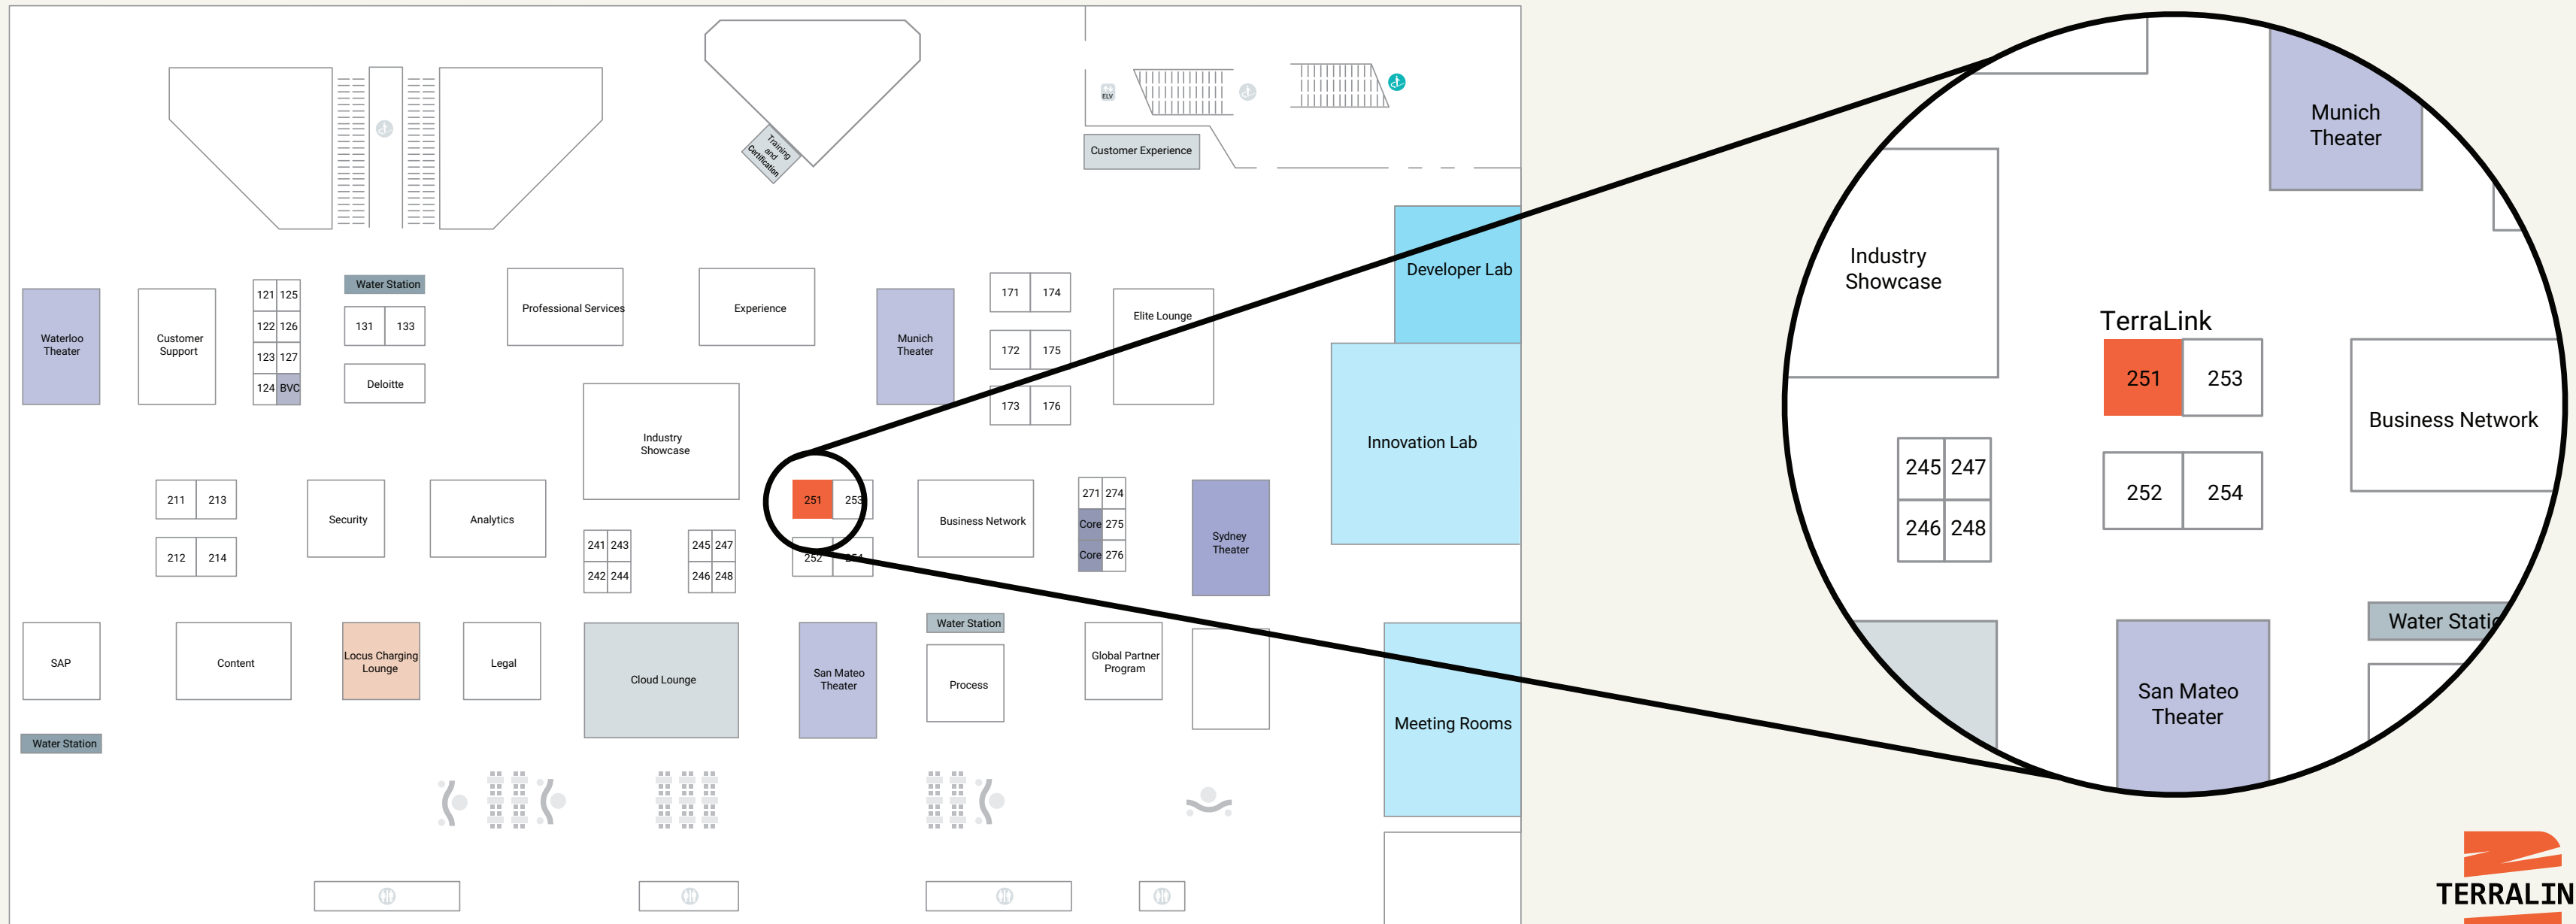 ELV
Training
and
Certification
Customer Experience
Developer Lab
Water Station
Professional Services
Experience
Waterloo
Theater
Customer
Support
121 125
122 126
123 127
124 BVC
131 133
Deloitte
Munich
Theater
171 174
172 175
173 176
Elite Lounge
Innovation Lab
Industry
Showcase
211 213
212 214
Security
Analytics
241 243
242 244
245 247
246 248
251 253
252 254
Business Network
271 274
Core 275
Core 276
Sydney
Theater
SAP
Content
Locus Charging
Lounge
Legal
Cloud Lounge
San Mateo
Theater
Water Station
Process
Global Partner
Program
Meeting Rooms
Water Station
Munich
Theater
Industry
Showcase
TerraLink
251 253
252 254
245 247
246 248
Business Network
Water Static
San Mateo
Theater
TERRALIN